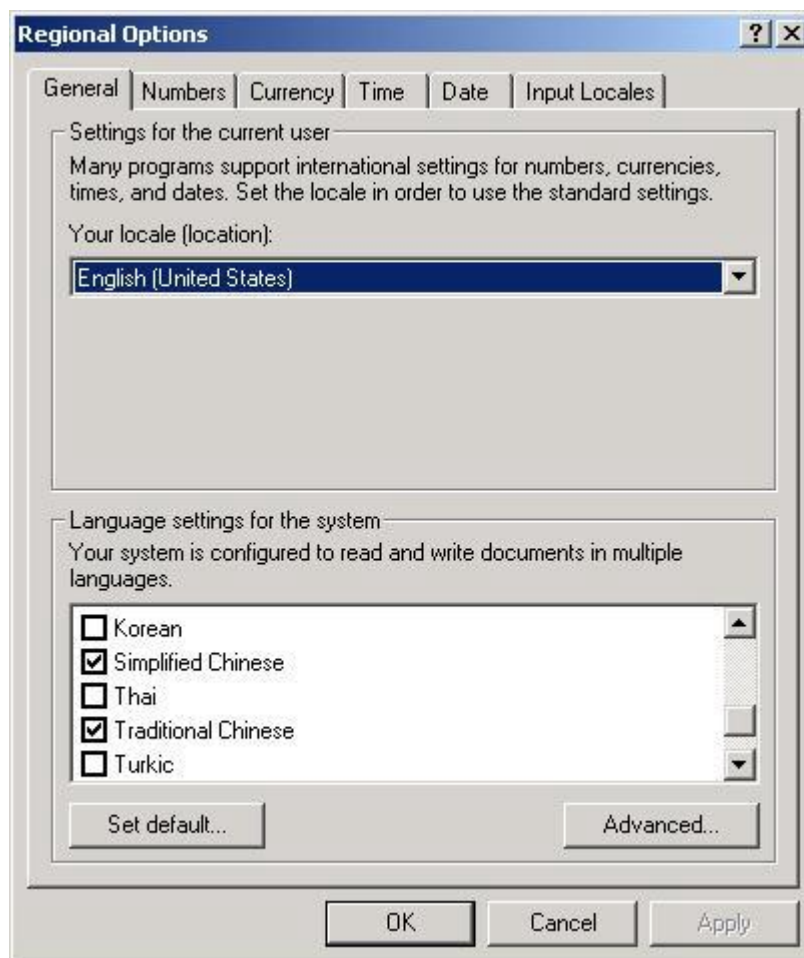 Regional Options
General Numbers Currency Time Date Input Locales
Settings for the current user
Many programs support international settings for numbers, currencies,
times, and dates. Set the locale in order to use the standard settings.
Your locale (location):
English (United States)
Language settings for the system
Your system is configured to read and write documents in multiple
languages.
Korean
Simplified Chinese
Thai
Traditional Chinese
Turkic
Set default... Advanced...
OK Cancel Apply